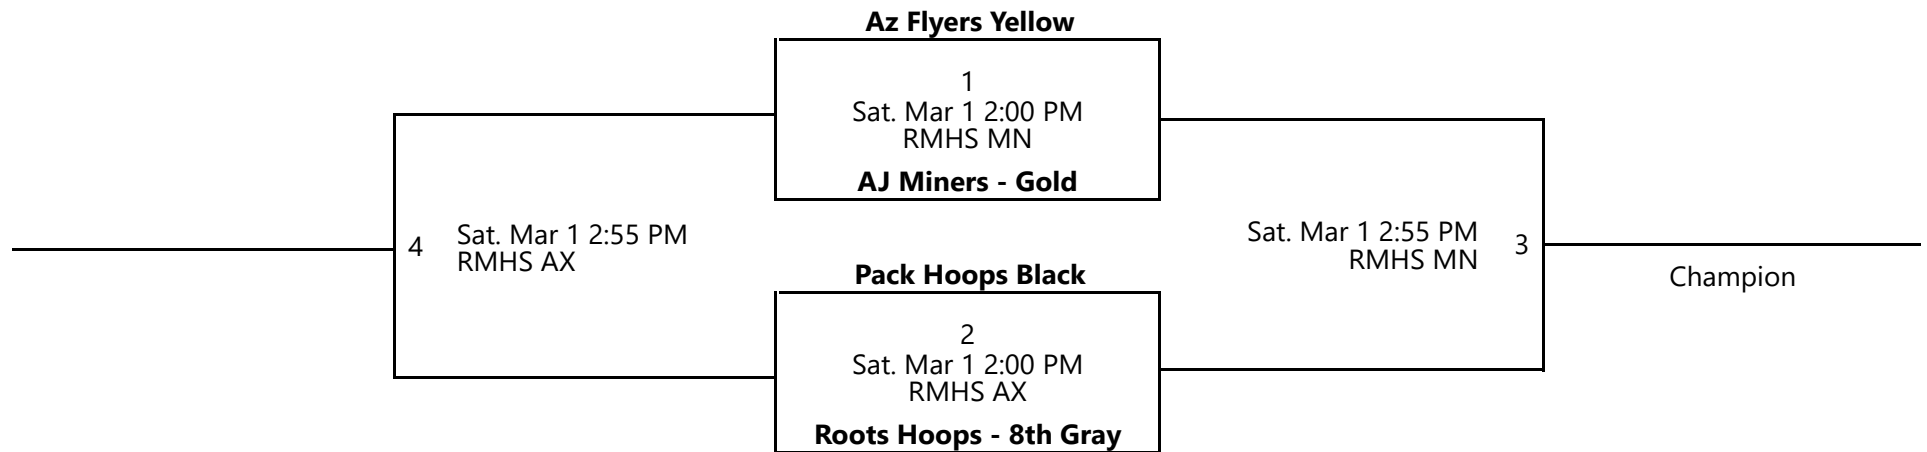 Az Flyers Yellow
1
Sat. Mar 1 2:00 PM
RMHS MN
AJ Miners - Gold
4
Sat. Mar 1 2:55 PM
RMHS AX
Sat. Mar 1 2:55 PM
RMHS MN
3
Champion
Pack Hoops Black
2
Sat. Mar 1 2:00 PM
RMHS AX
Roots Hoops - 8th Gray